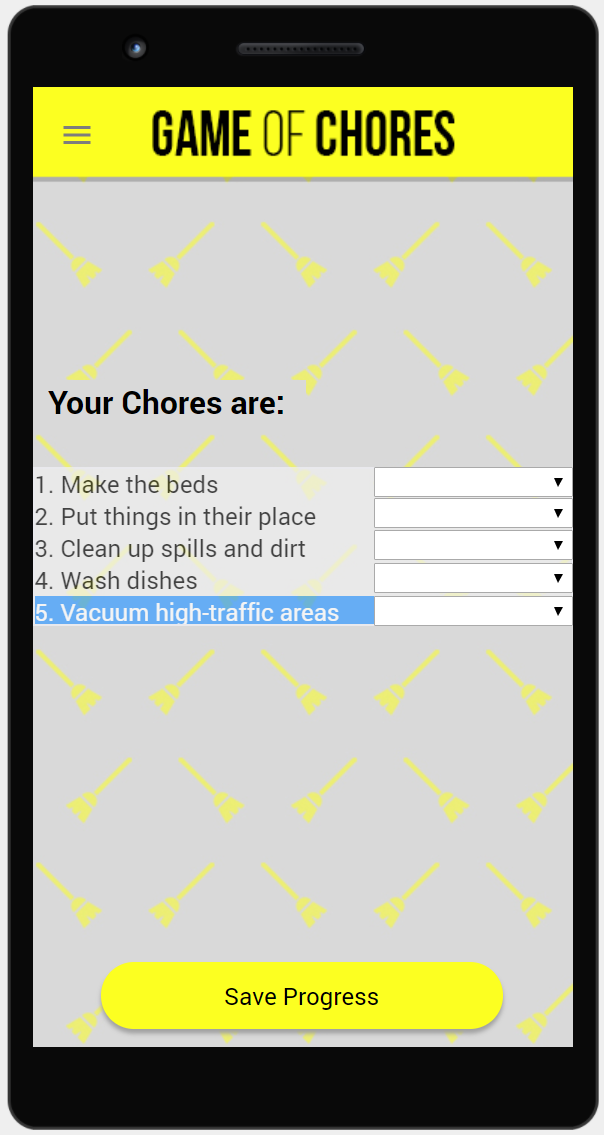 GAME OF CHORES
Your Chores are:
1. Make the beds
2. Put things in their place
3. Clean up spills and dirt
4. Wash dishes
5. Vacuum high-traffic areas
Save Progress